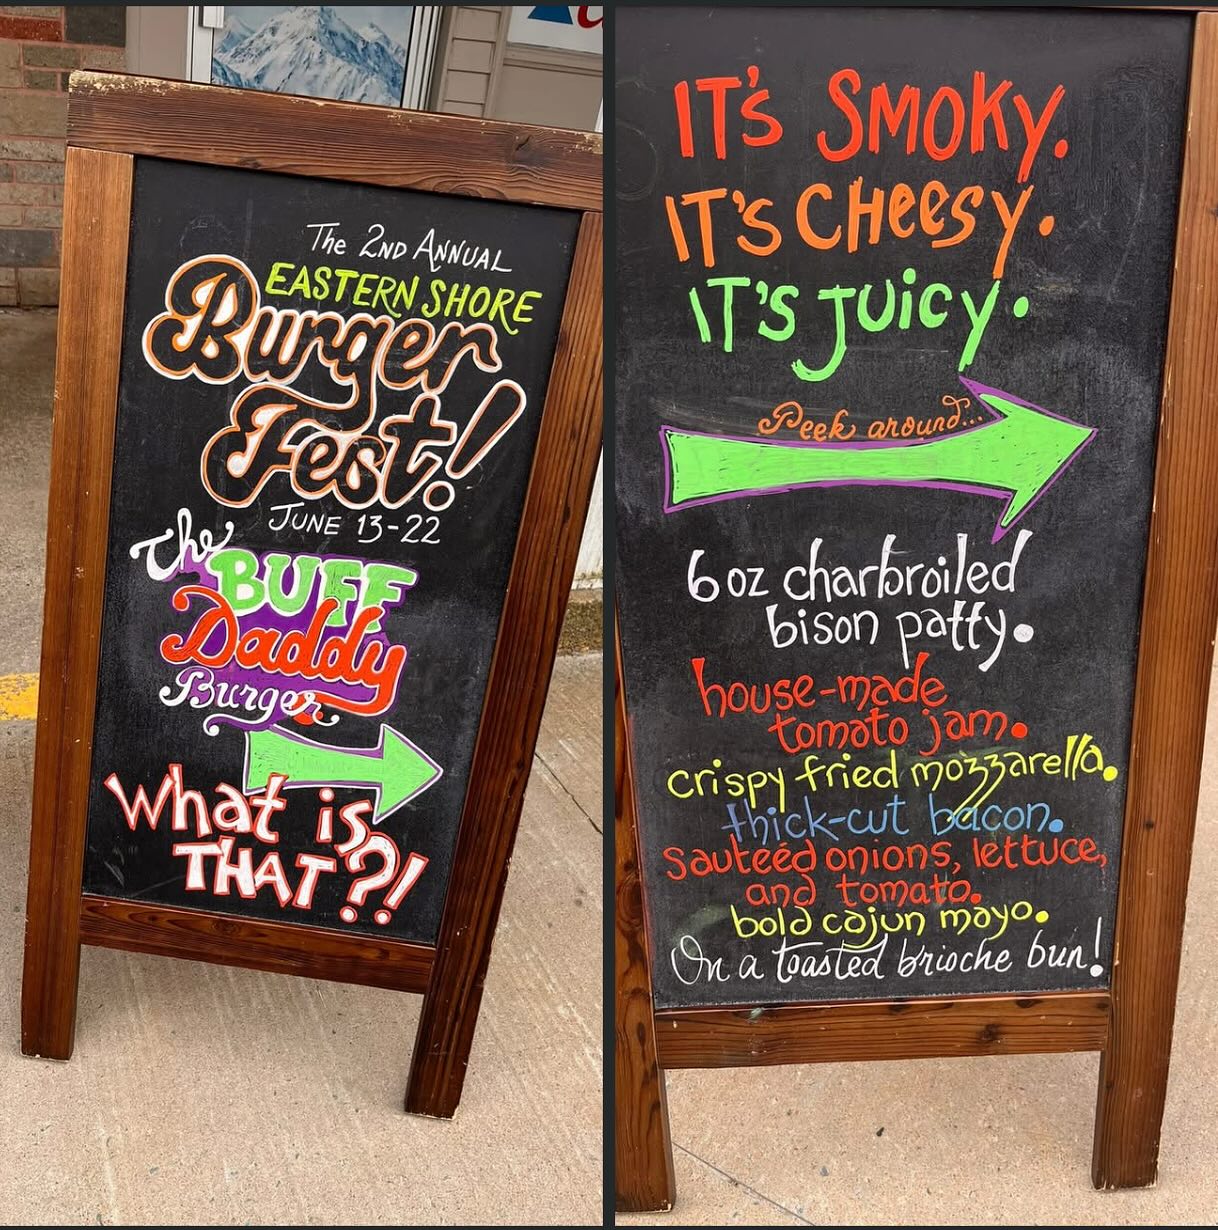 The 2ND ANNUAL
EASTERN SHORE
Burger
Fest!
JUNE 13-22
The
BUFF
Daddy
Burger
What is
THAT?!
IT's SMOKY.
IT'S CHeesy.
IT'S JUicy.
Peek around...
6oz charbroiled
bison patty.
house-made
tomato jam.
crispy fried mozzarella.
thick-cut bacon.
sauteéd onions, lettuce,
and tomato.
bold cajun mayo.
On a toasted brioche bun!